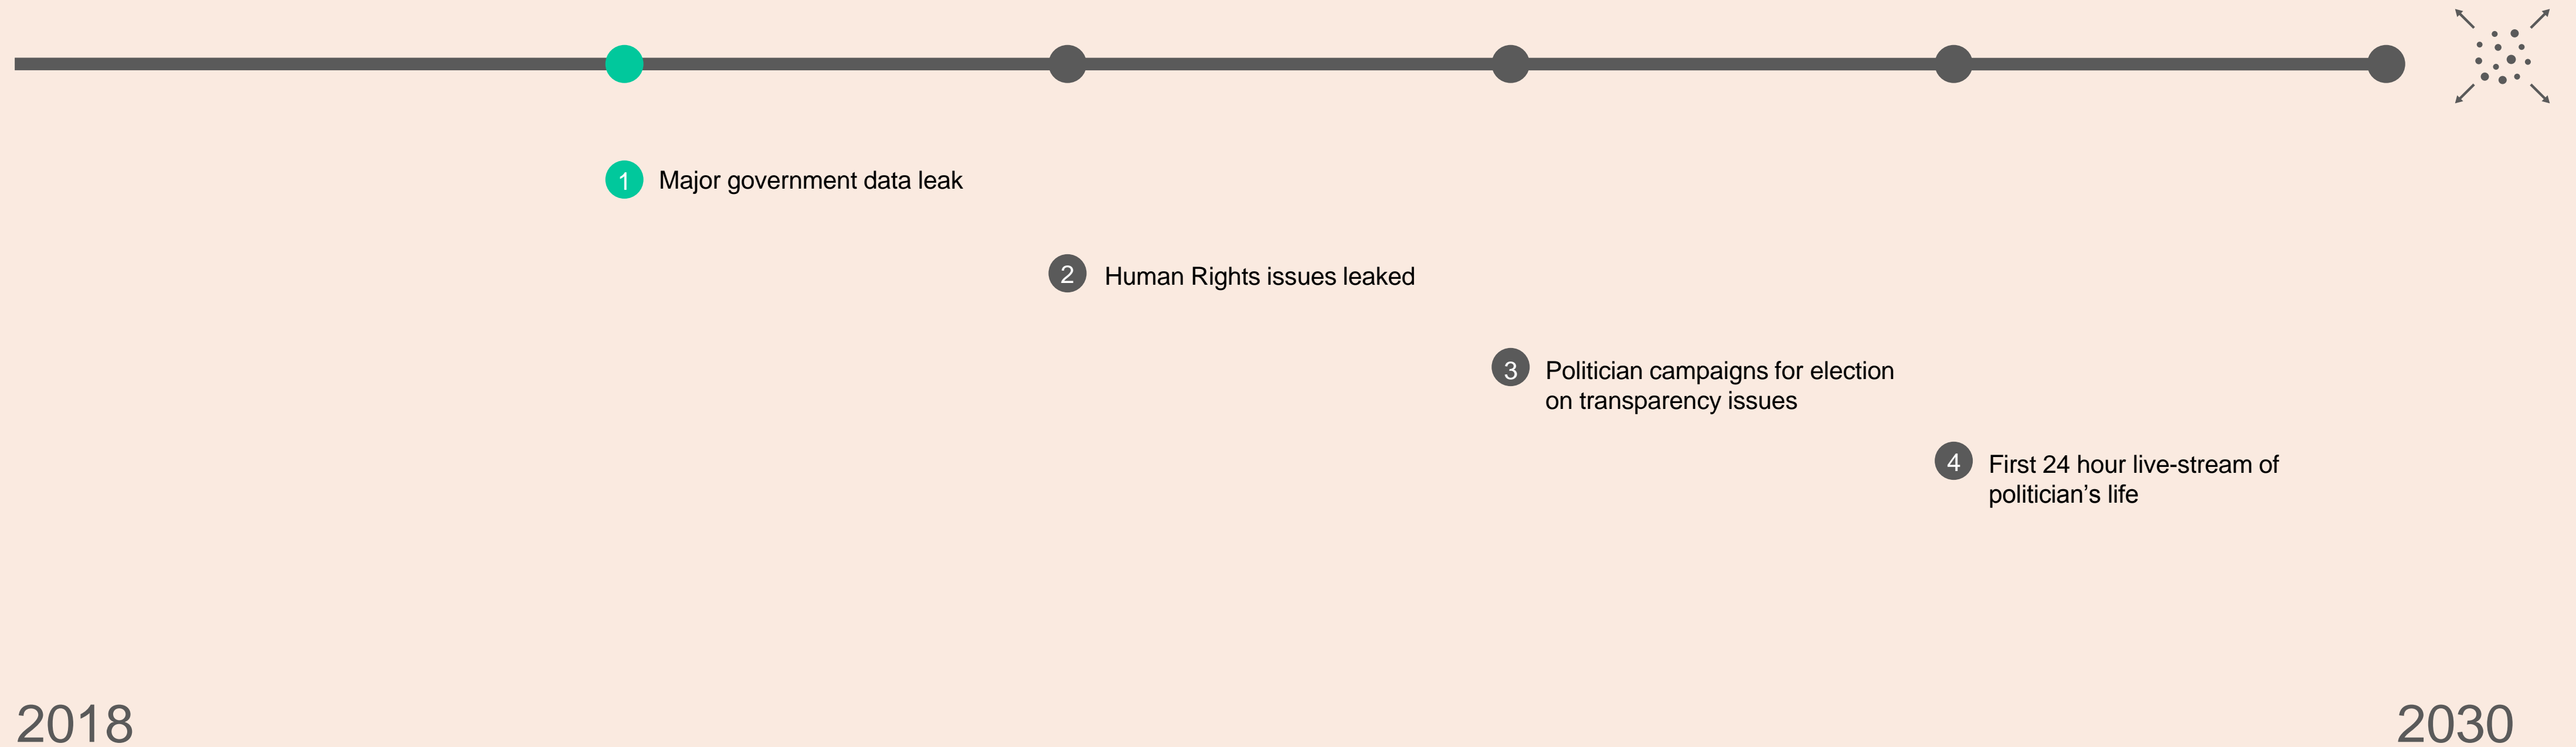 1 Major government data leak
2 Human Rights issues leaked
3 Politician campaigns for election
on transparency issues
4 First 24 hour live-stream of
politician’s life
2018 2030